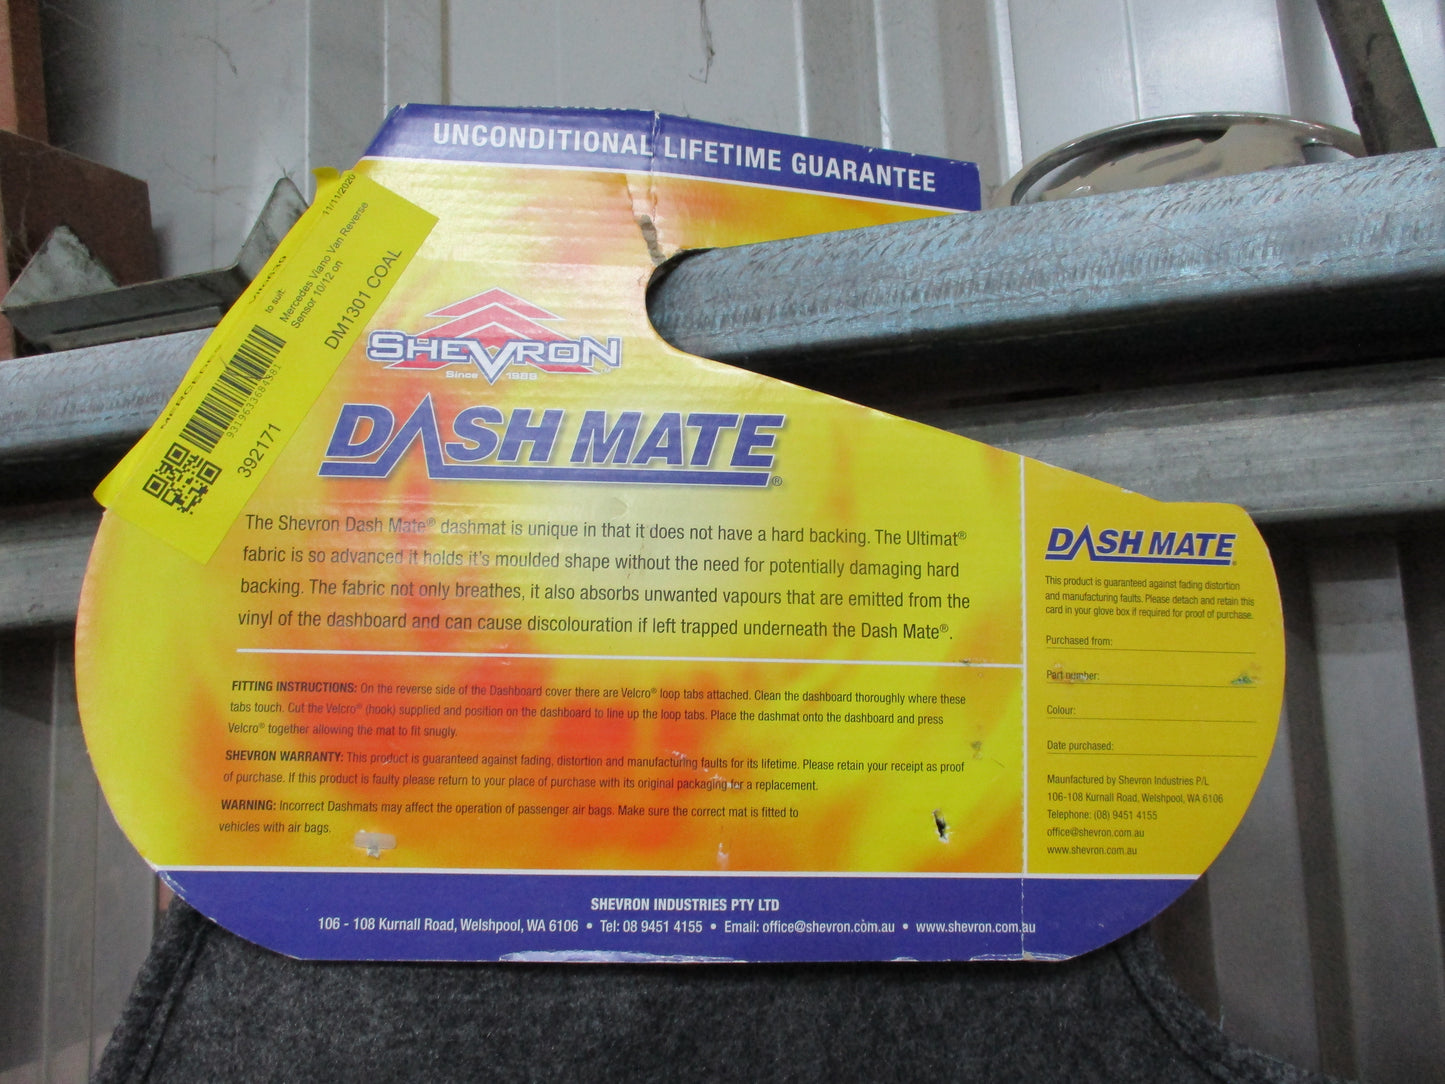 UNCONDITIONAL LIFETIME GUARANTEE
11/11/2020
to suit:
Mercedes Viano Van Reverse
Sensor 10/12 on
DM1301 COAL
9319633684381
392171
SHEVRON
Since 1986
DASH MATE®
The Shevron Dash Mate® dashmat is unique in that it does not have a hard backing. The Ultimat®
fabric is so advanced it holds it's moulded shape without the need for potentially damaging hard
backing. The fabric not only breathes, it also absorbs unwanted vapours that are emitted from the
vinyl of the dashboard and can cause discolouration if left trapped underneath the Dash Mate®.
FITTING INSTRUCTIONS: On the reverse side of the Dashboard cover there are Velcro® loop tabs attached. Clean the dashboard thoroughly where these
tabs touch. Cut the Velcro® (hook) supplied and position on the dashboard to line up the loop tabs. Place the dashmat onto the dashboard and press
Velcro® together allowing the mat to fit snugly.
SHEVRON WARRANTY: This product is guaranteed against fading, distortion and manufacturing faults for its lifetime. Please retain your receipt as proof
of purchase. If this product is faulty please return to your place of purchase with its original packaging for a replacement.
WARNING: Incorrect Dashmats may affect the operation of passenger air bags. Make sure the correct mat is fitted to
vehicles with air bags.
DASH MATE®
This product is guaranteed against fading distortion
and manufacturing faults. Please detach and retain this
card in your glove box if required for proof of purchase.
Purchased from:
Part number:
Colour:
Date purchased:
Manufactured by Shevron Industries P/L
106-108 Kurnall Road, Welshpool, WA 6106
Telephone: (08) 9451 4155
office@shevron.com.au
www.shevron.com.au
SHEVRON INDUSTRIES PTY LTD
106 - 108 Kurnall Road, Welshpool, WA 6106 • Tel: 08 9451 4155 • Email: office@shevron.com.au • www.shevron.com.au